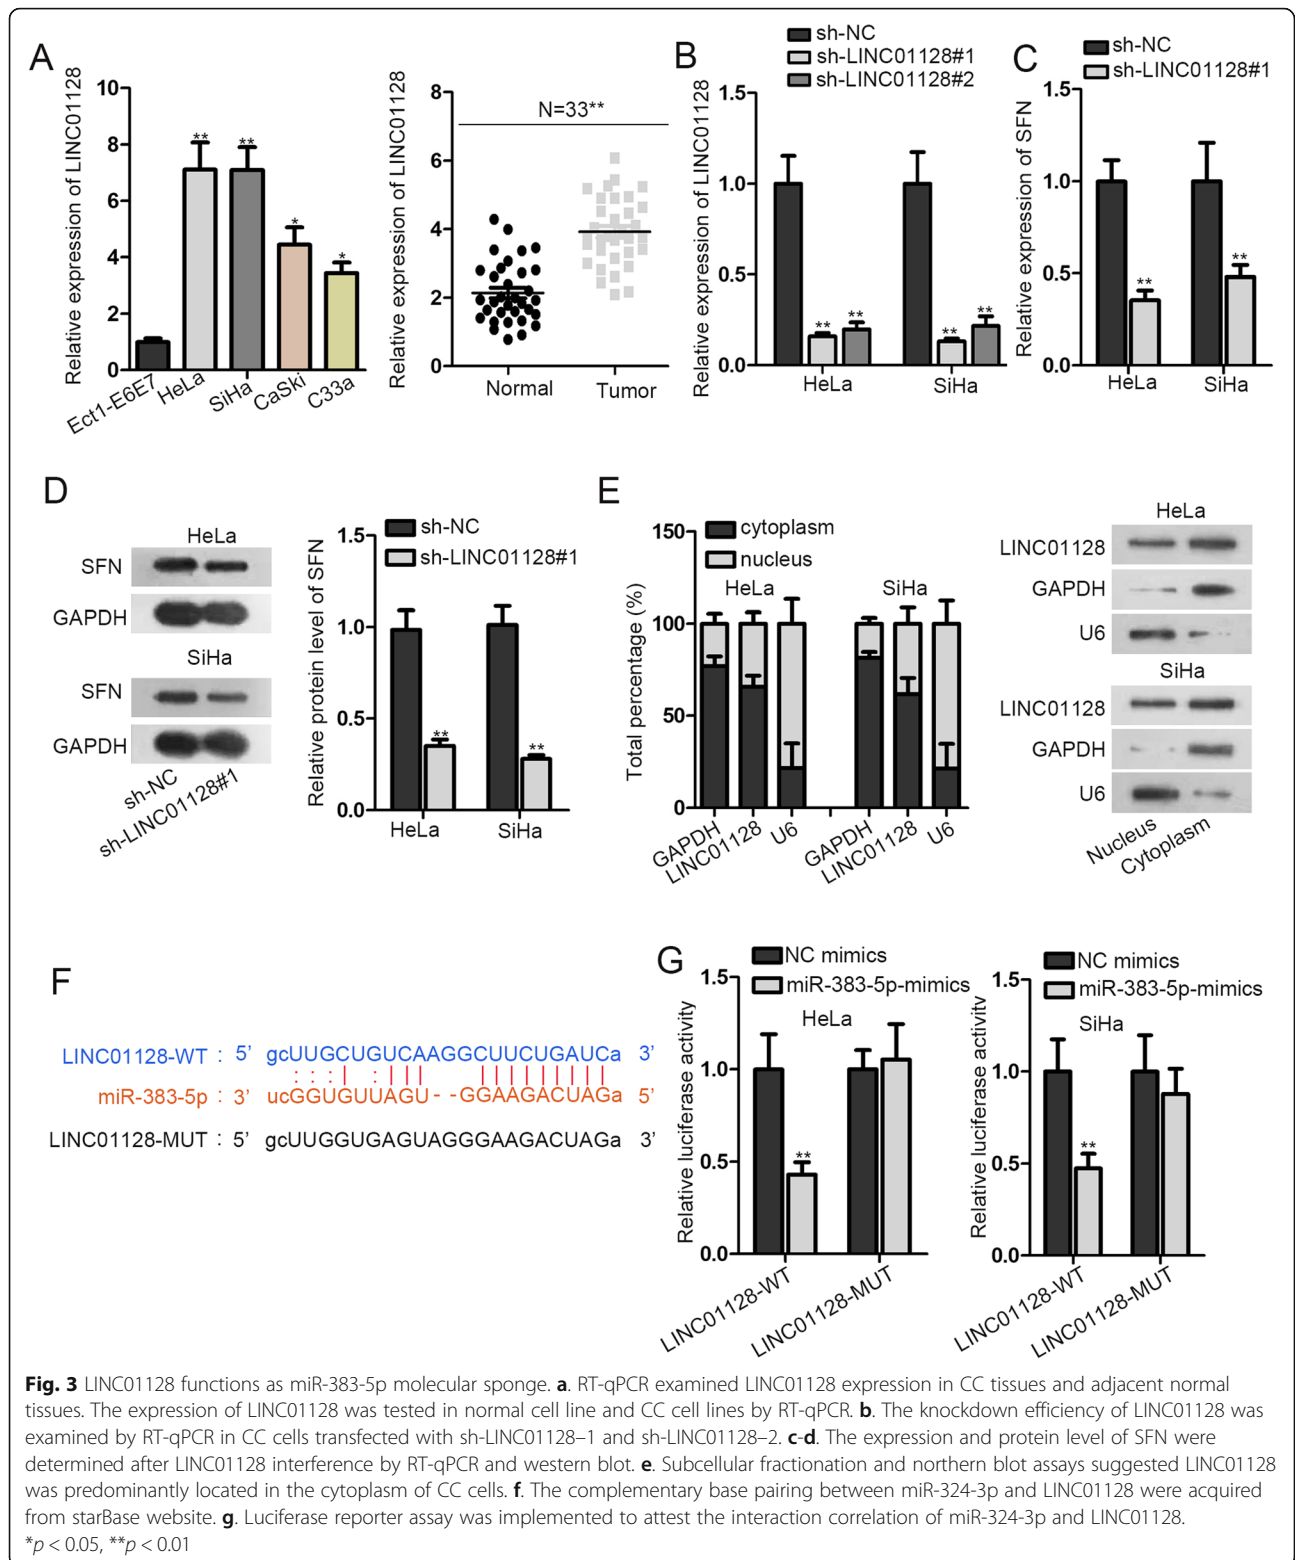 A
Relative expression of LINC01128
10
8
6
4
2
0
**
**
*
*
Ect1-E6E7
HeLa
SiHa
CaSki
C33a
Relative expression of LINC01128
8
6
4
2
0
N=33**
Normal
Tumor
B
sh-NC
sh-LINC01128#1
sh-LINC01128#2
Relative expression of LINC01128
1.5
1.0
0.5
0.0
**
**
**
**
HeLa
SiHa
C
sh-NC
sh-LINC01128#1
Relative expression of SFN
1.5
1.0
0.5
0.0
**
**
HeLa
SiHa
D
HeLa
SFN
GAPDH
SiHa
SFN
GAPDH
sh-NC
sh-LINC01128#1
sh-NC
sh-LINC01128#1
Relative protein level of SFN
1.5
1.0
0.5
0.0
**
**
HeLa
SiHa
E
cytoplasm
nucleus
Total percentage (%)
150
100
50
0
HeLa
SiHa
GAPDH
LINC01128
U6
GAPDH
LINC01128
U6
HeLa
LINC01128
GAPDH
U6
SiHa
LINC01128
GAPDH
U6
Nucleus
Cytoplasm
F
LINC01128-WT : 5’ gcUUGCUGUCAAGGCUUCUGAUCa 3’
miR-383-5p : 3’ ucGGUGUUAGU- -GGAAGACUAGa 5’
LINC01128-MUT : 5’ gcUUGGUGAGUAGGGAAGACUAGa 3’
G
NC mimics
miR-383-5p-mimics
HeLa
Relative luciferase activity
1.5
1.0
0.5
0.0
**
LINC01128-WT
LINC01128-MUT
NC mimics
miR-383-5p-mimics
SiHa
Relative luciferase activity
1.5
1.0
0.5
0.0
**
LINC01128-WT
LINC01128-MUT
Fig. 3 LINC01128 functions as miR-383-5p molecular sponge. a. RT-qPCR examined LINC01128 expression in CC tissues and adjacent normal
tissues. The expression of LINC01128 was tested in normal cell line and CC cell lines by RT-qPCR. b. The knockdown efficiency of LINC01128 was
examined by RT-qPCR in CC cells transfected with sh-LINC01128–1 and sh-LINC01128–2. c-d. The expression and protein level of SFN were
determined after LINC01128 interference by RT-qPCR and western blot. e. Subcellular fractionation and northern blot assays suggested LINC01128
was predominantly located in the cytoplasm of CC cells. f. The complementary base pairing between miR-324-3p and LINC01128 were acquired
from starBase website. g. Luciferase reporter assay was implemented to attest the interaction correlation of miR-324-3p and LINC01128.
*p < 0.05, **p < 0.01